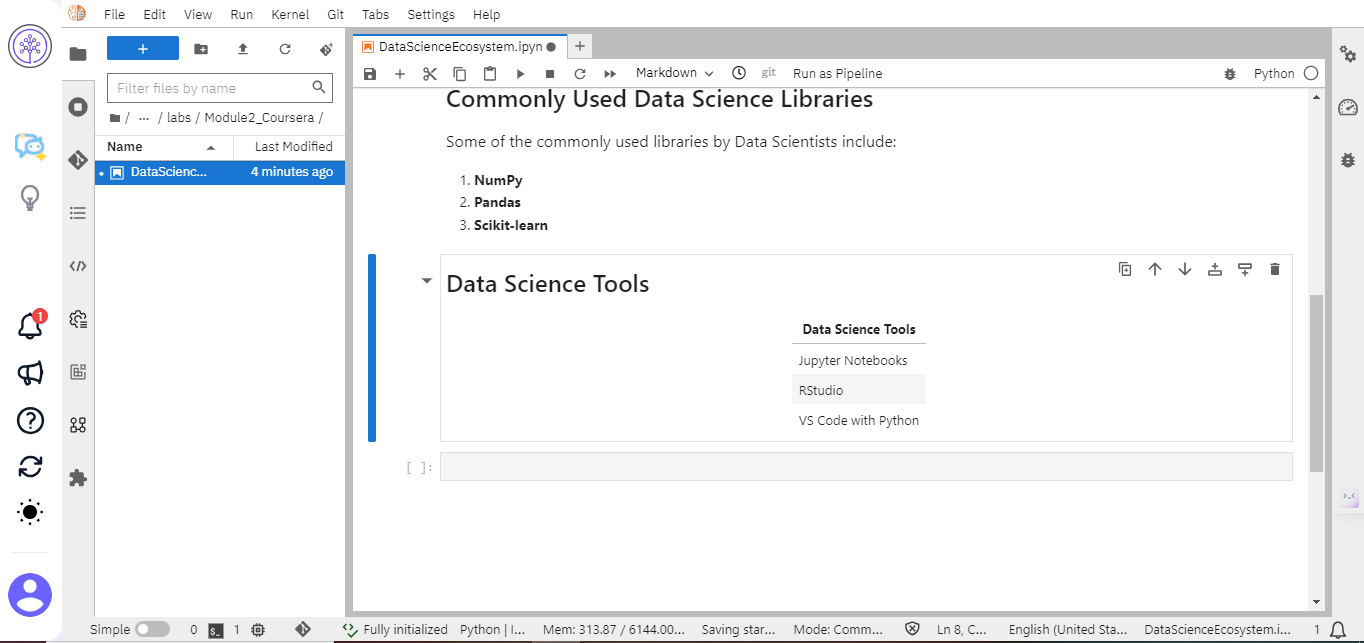 File Edit View Run Kernel Git Tabs Settings Help
+
DataScienceEcosystem.ipyn
+
Filter files by name
Markdown
git
Run as Pipeline
Python
/ ... / labs / Module2_Coursera /
Name
Last Modified
DataScienc...
4 minutes ago
Commonly Used Data Science Libraries
Some of the commonly used libraries by Data Scientists include:
1. NumPy
2. Pandas
3. Scikit-learn
Data Science Tools
Data Science Tools
Jupyter Notebooks
RStudio
VS Code with Python
[ ]:
1
Simple
0
1
Fully initialized
Python | I...
Mem: 313.87 / 6144.00...
Saving star...
Mode: Comm...
Ln 8, C...
English (United Sta...
DataScienceEcosystem.i...
1